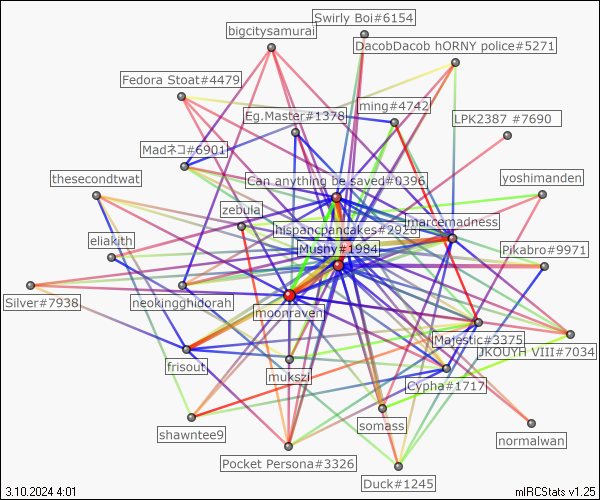 Swirly Boi#6154
bigcitysamurai
DacobDacob hORNY police#5271
Fedora Stoat#4479
ming#4742
Eg.Master#1378
LPK2387 #7690
Madネコ#6901
thesecondtwat
Can anything be saved#0396
yoshimanden
zebula
marcemadness
hispancpancakes#2928
eliakith
Mushy#1984
Pikabro#9971
Silver#7938
neokingghidorah
moonraven
Majestic#3375
JKOUYH VIII#7034
frisout
mukszi
Cypha#1717
somass
shawntee9
normalwan
Pocket Persona#3326
Duck#1245
3.10.2024 4:01
mIRCStats v1.25